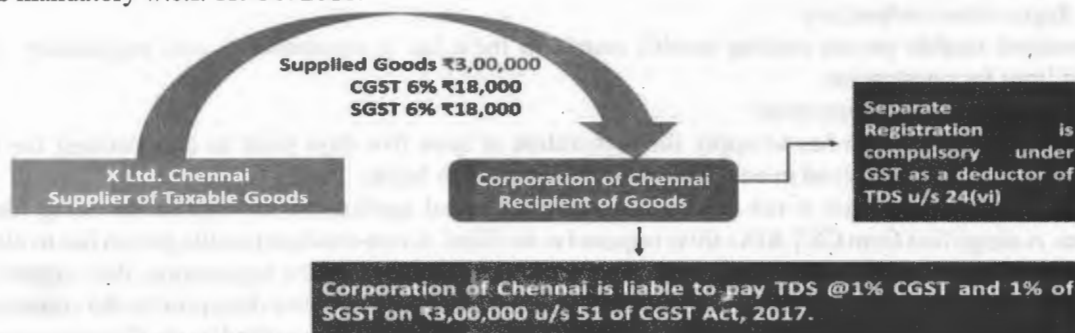 Supplied Goods ₹3,00,000
CGST 6% ₹18,000
SGST 6% ₹18,000
X Ltd. Chennai
Supplier of Taxable Goods
Corporation of Chennai
Recipient of Goods
Separate
Registration is
compulsory under
GST as a deductor of
TDS u/s 24(vi)
Corporation of Chennai is liable to pay TDS @1% CGST and 1% of
SGST on ₹3,00,000 u/s 51 of CGST Act, 2017.